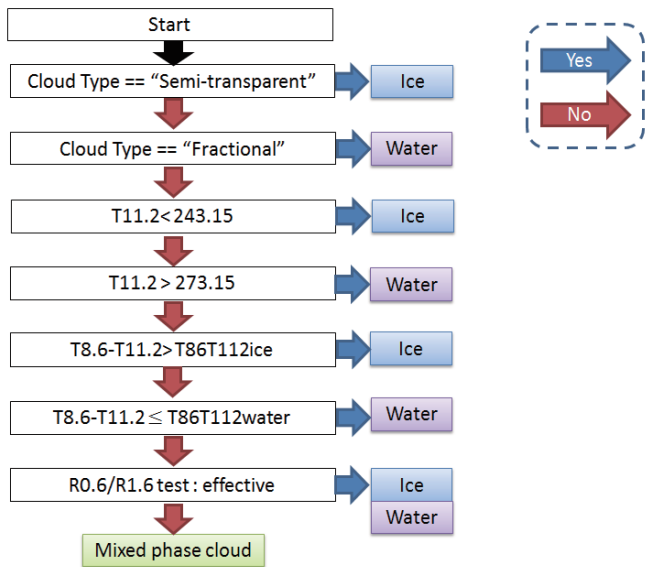 Start
Cloud Type == “Semi-transparent”
Ice
Cloud Type == “Fractional”
Water
T11.2<243.15
Ice
T11.2 > 273.15
Water
T8.6-T11.2>T86T112ice
Ice
T8.6-T11.2 ≦ T86T112water
Water
R0.6/R1.6 test : effective
Ice
Water
Mixed phase cloud
Yes
No